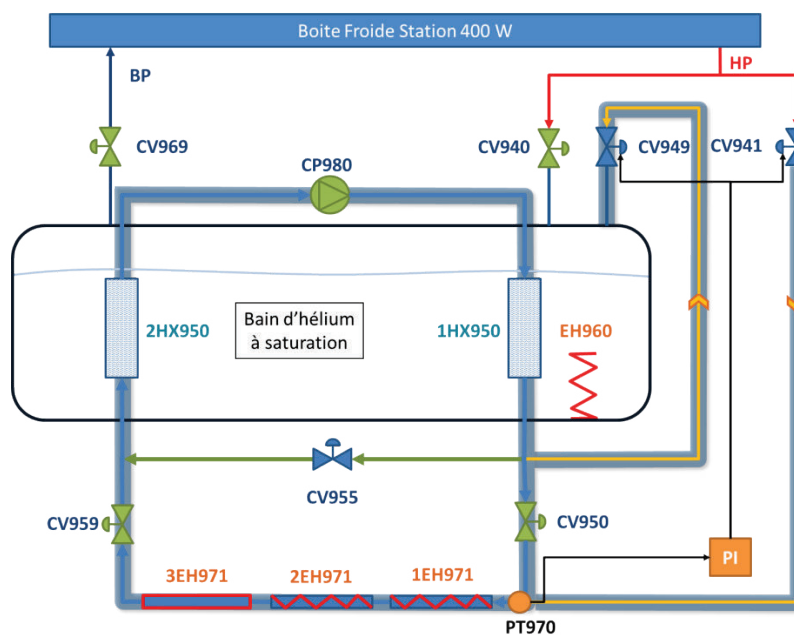 Boite Froide Station 400 W
BP
HP
CV969
CP980
CV940
CV949
CV941
2HX950
Bain d'hélium
à saturation
1HX950
EH960
CV955
CV959
CV950
3EH971
2EH971
1EH971
PI
PT970